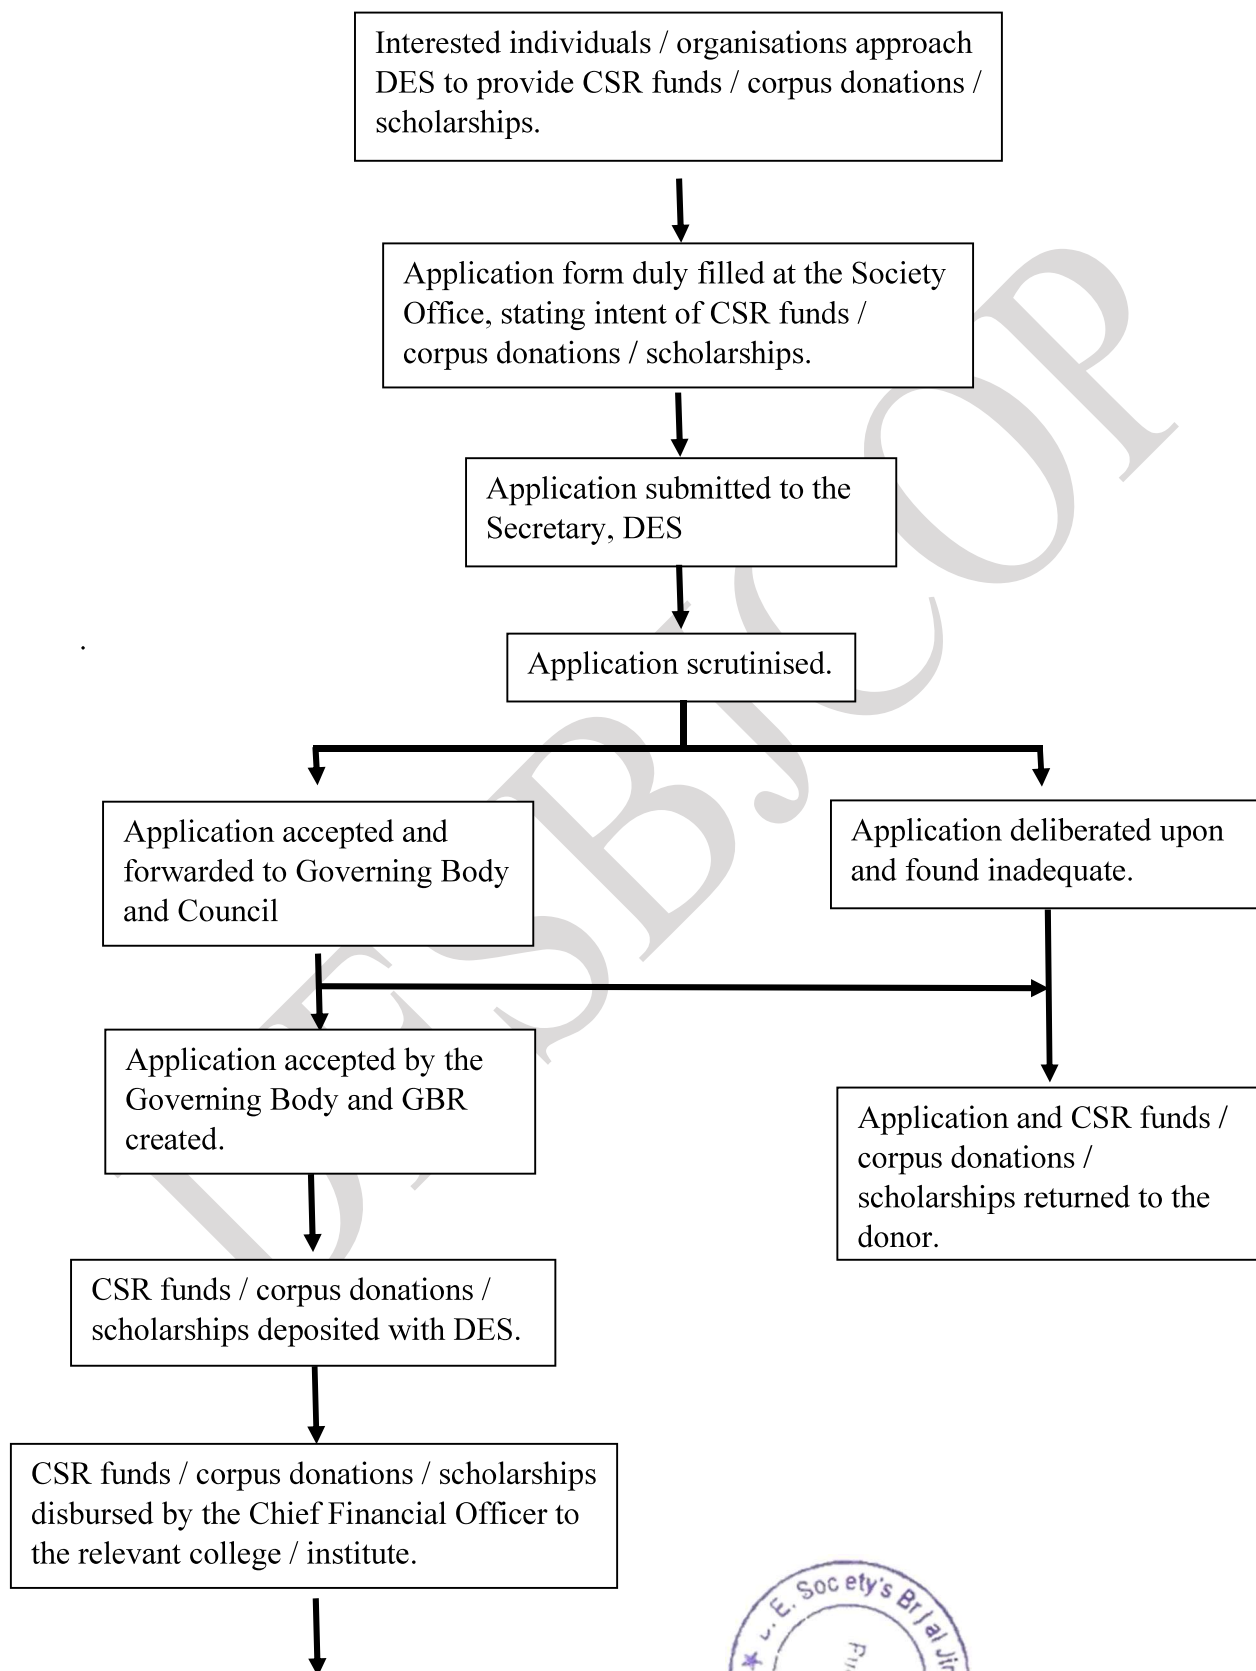 Interested individuals / organisations approach
DES to provide CSR funds / corpus donations /
scholarships.
Application form duly filled at the Society
Office, stating intent of CSR funds /
corpus donations / scholarships.
Application submitted to the
Secretary, DES
Application scrutinised.
Application accepted and
forwarded to Governing Body
and Council
Application deliberated upon
and found inadequate.
Application accepted by the
Governing Body and GBR
created.
Application and CSR funds /
corpus donations /
scholarships returned to the
donor.
CSR funds / corpus donations /
scholarships deposited with DES.
CSR funds / corpus donations / scholarships
disbursed by the Chief Financial Officer to
the relevant college / institute.
DESBJCOP
E. Society's